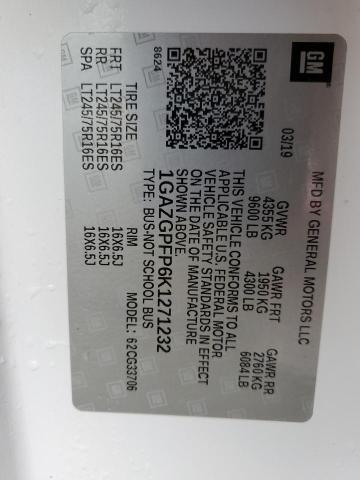 GM
MFD BY GENERAL MOTORS LLC
03/19
GVWR GAWR FRT GAWR RR
4355 KG 1950 KG 2760 KG
9600 LB 4300 LB 6084 LB
THIS VEHICLE CONFORMS TO ALL
APPLICABLE U.S. FEDERAL MOTOR
VEHICLE SAFETY STANDARDS IN EFFECT
ON THE DATE OF MANUFACTURE
SHOWN ABOVE.
1GAZGPFP6K1271232
TYPE: BUS-NOT SCHOOL BUS
8624 MODEL: 62CG33706
TIRE SIZE RIM
FRT LT245/75R16ES 16X6.5J
RR LT245/75R16ES 16X6.5J
SPA LT245/75R16ES 16X6.5J